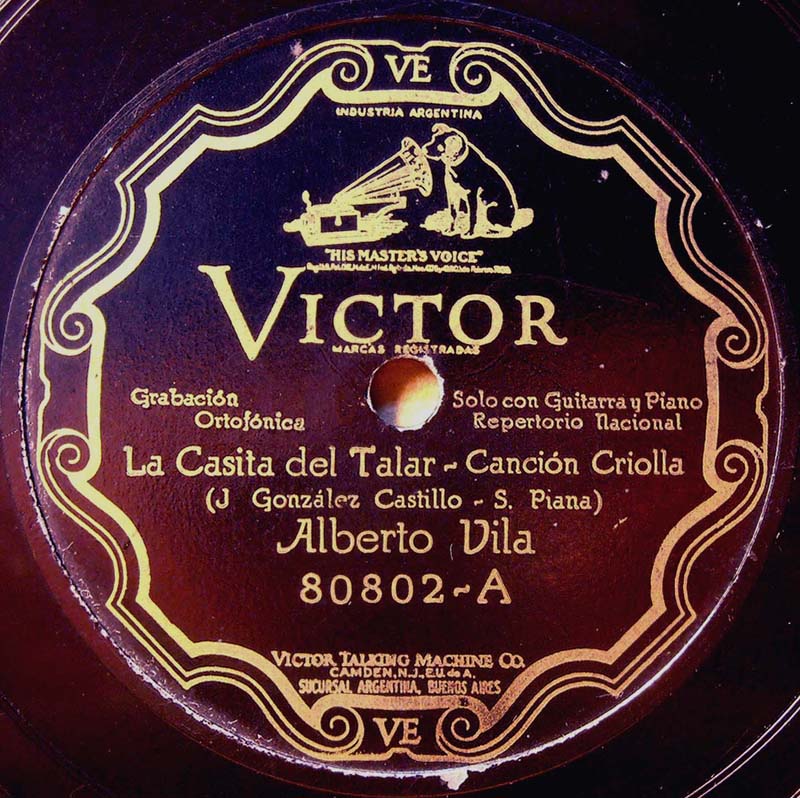 VE
INDUSTRIA ARGENTINA
"HIS MASTER'S VOICE"
VICTOR
MARCAS REGISTRADAS
Grabación
Ortofónica
Solo con Guitarra y Piano
Repertorio Nacional
La Casita del Talar - Canción Criolla
(J González Castillo - S. Piana)
Alberto Vila
80802-A
VICTOR TALKING MACHINE CO.
CAMDEN, N.J., E.U. de A.
SUCURSAL ARGENTINA, BUENOS AIRES
B
VE